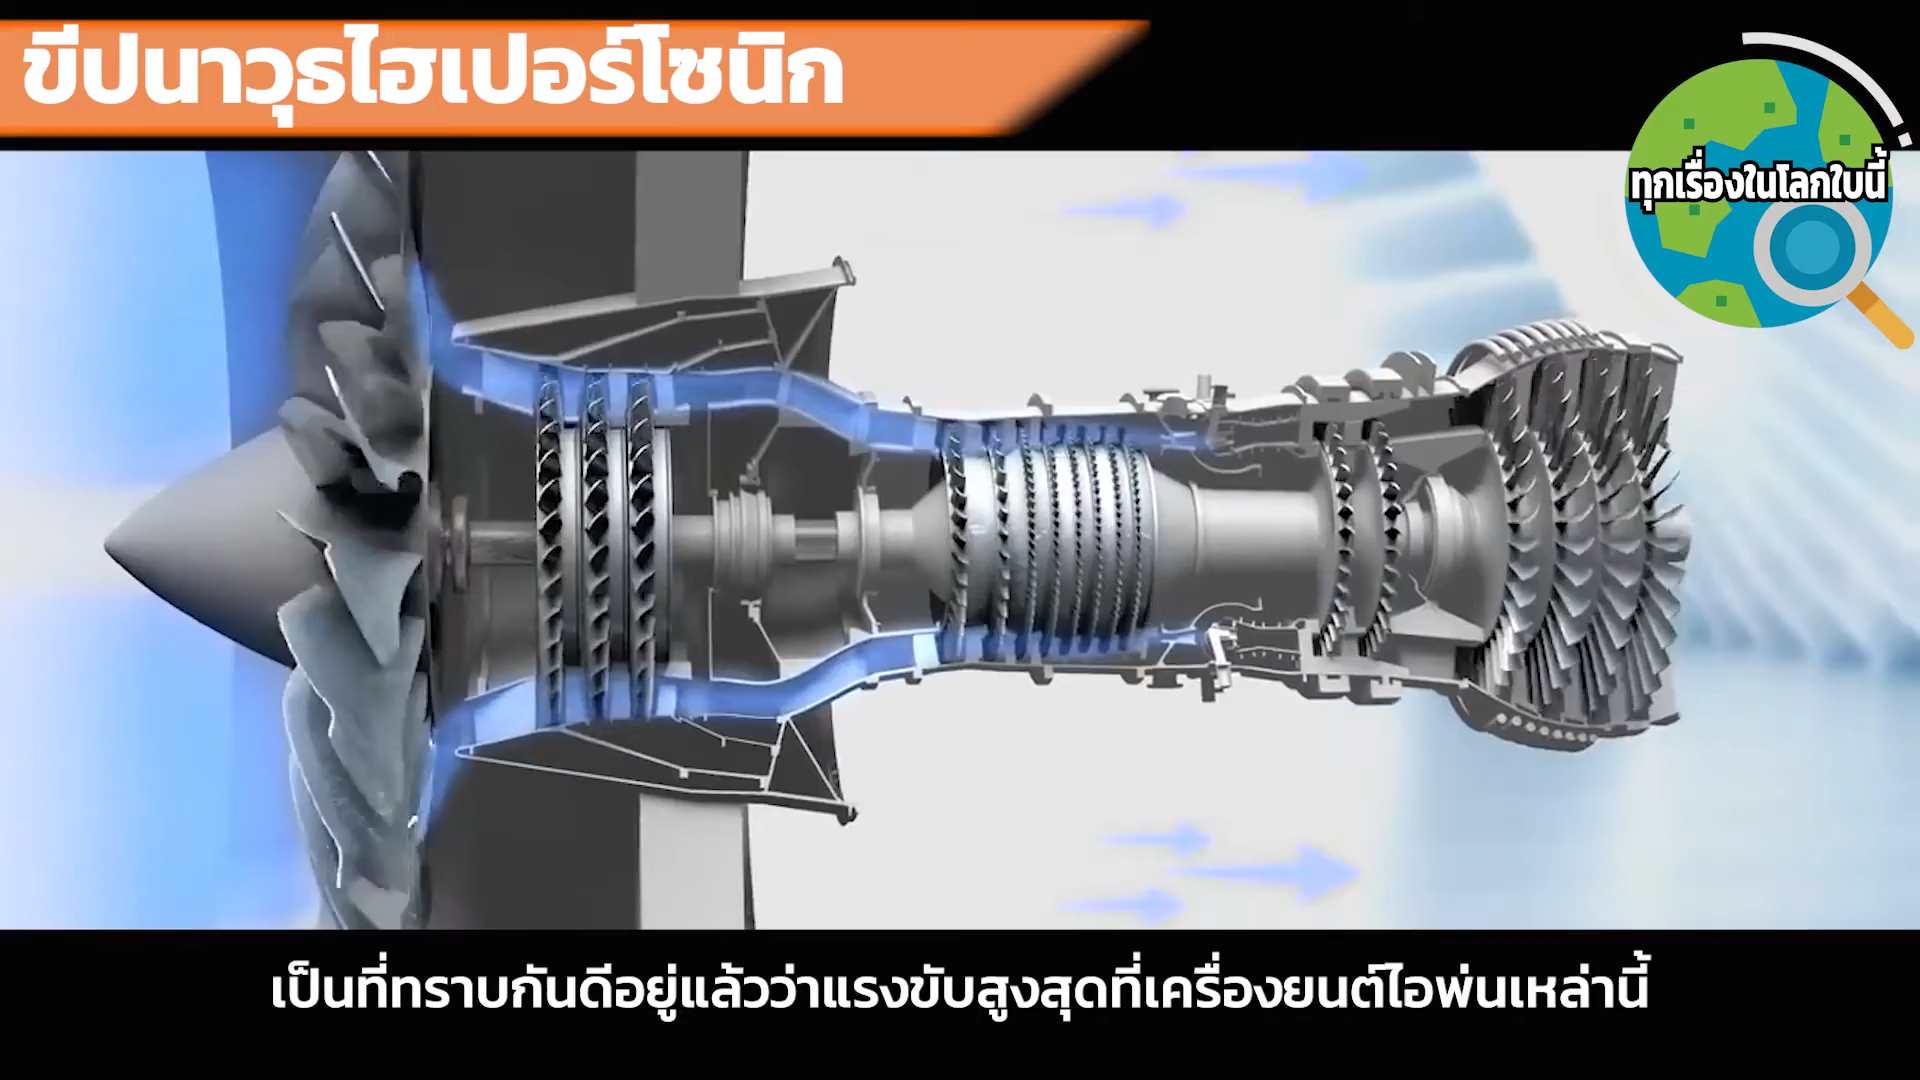 ขีปนาวุธไฮเปอร์โซนิก
ทุกเรื่องในโลกใบนี้
เป็นที่ทราบกันดีอยู่แล้วว่าแรงขับสูงสุดที่เครื่องยนต์ไอพ่นเหล่านี้